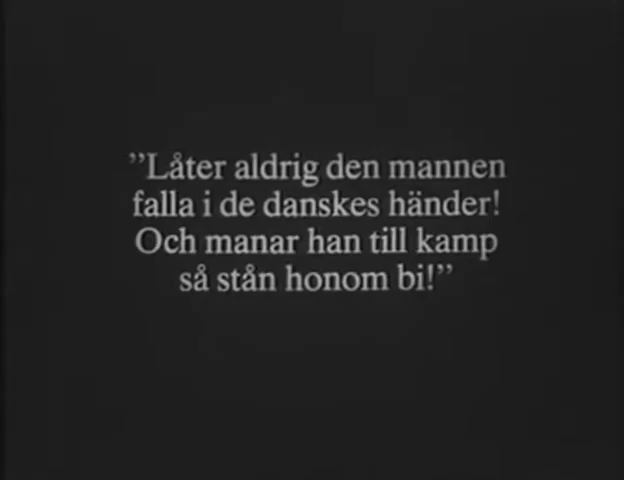 ”Låter aldrig den mannen
falla i de danskes händer!
Och manar han till kamp
så stån honom bi!”